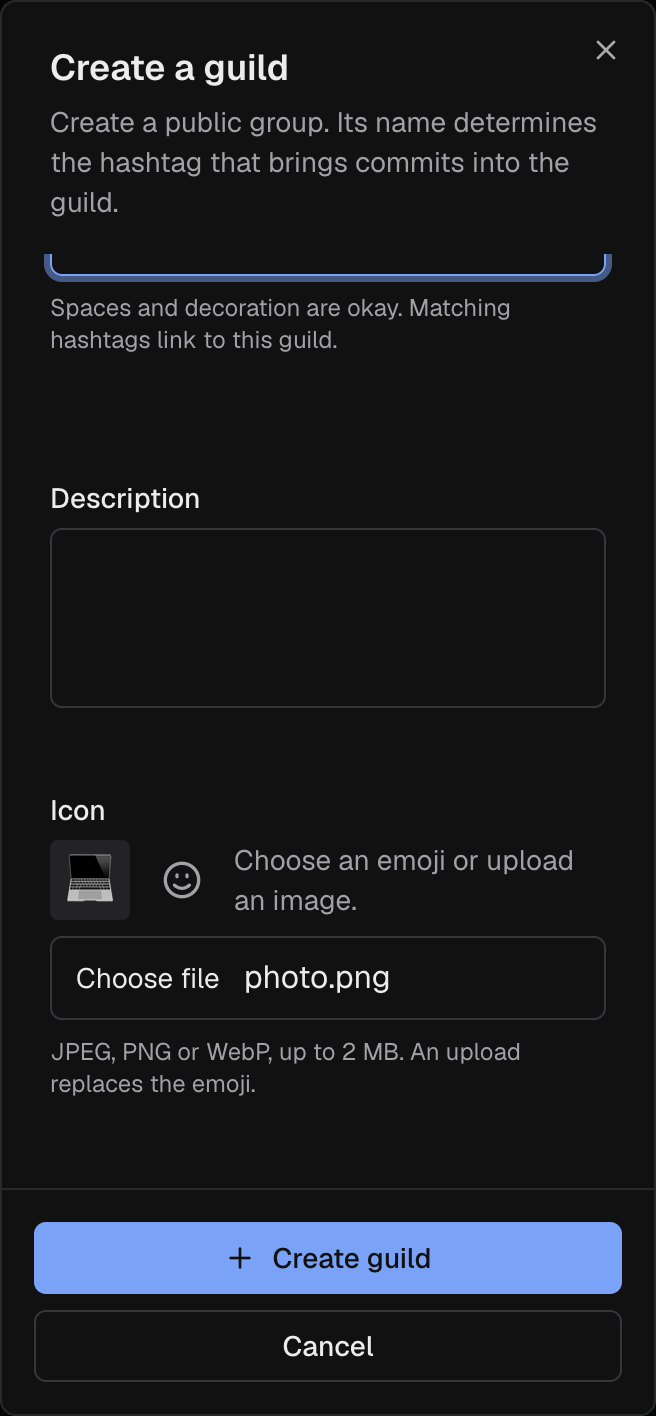 Create a guild
Create a public group. Its name determines
the hashtag that brings commits into the
guild.
Spaces and decoration are okay. Matching
hashtags link to this guild.
Description
Icon
Choose an emoji or upload
an image.
Choose file photo.png
JPEG, PNG or WebP, up to 2 MB. An upload
replaces the emoji.
+ Create guild
Cancel